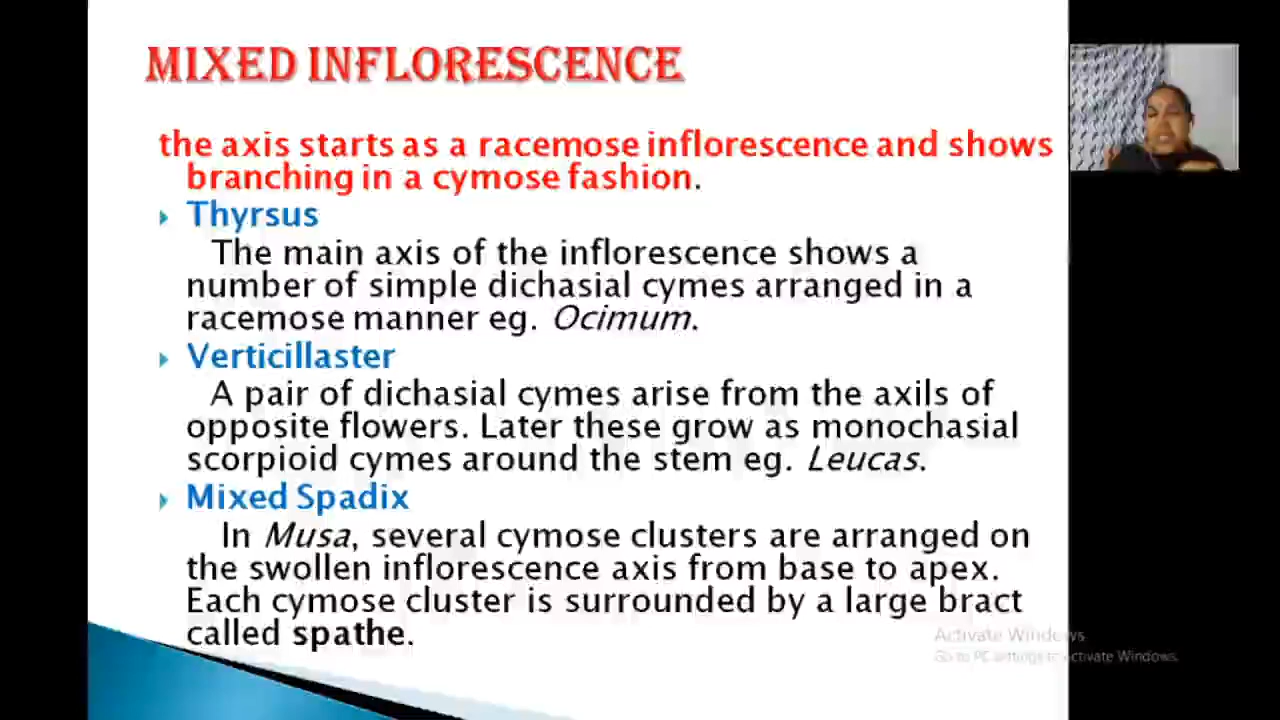 MIXED INFLORESCENCE
the axis starts as a racemose inflorescence and shows
branching in a cymose fashion.
Thyrsus
The main axis of the inflorescence shows a
number of simple dichasial cymes arranged in a
racemose manner eg. Ocimum.
Verticillaster
A pair of dichasial cymes arise from the axils of
opposite flowers. Later these grow as monochasial
scorpioid cymes around the stem eg. Leucas.
Mixed Spadix
In Musa, several cymose clusters are arranged on
the swollen inflorescence axis from base to apex.
Each cymose cluster is surrounded by a large bract
called spathe.
Activate Windows
Go to PC settings to activate Windows.